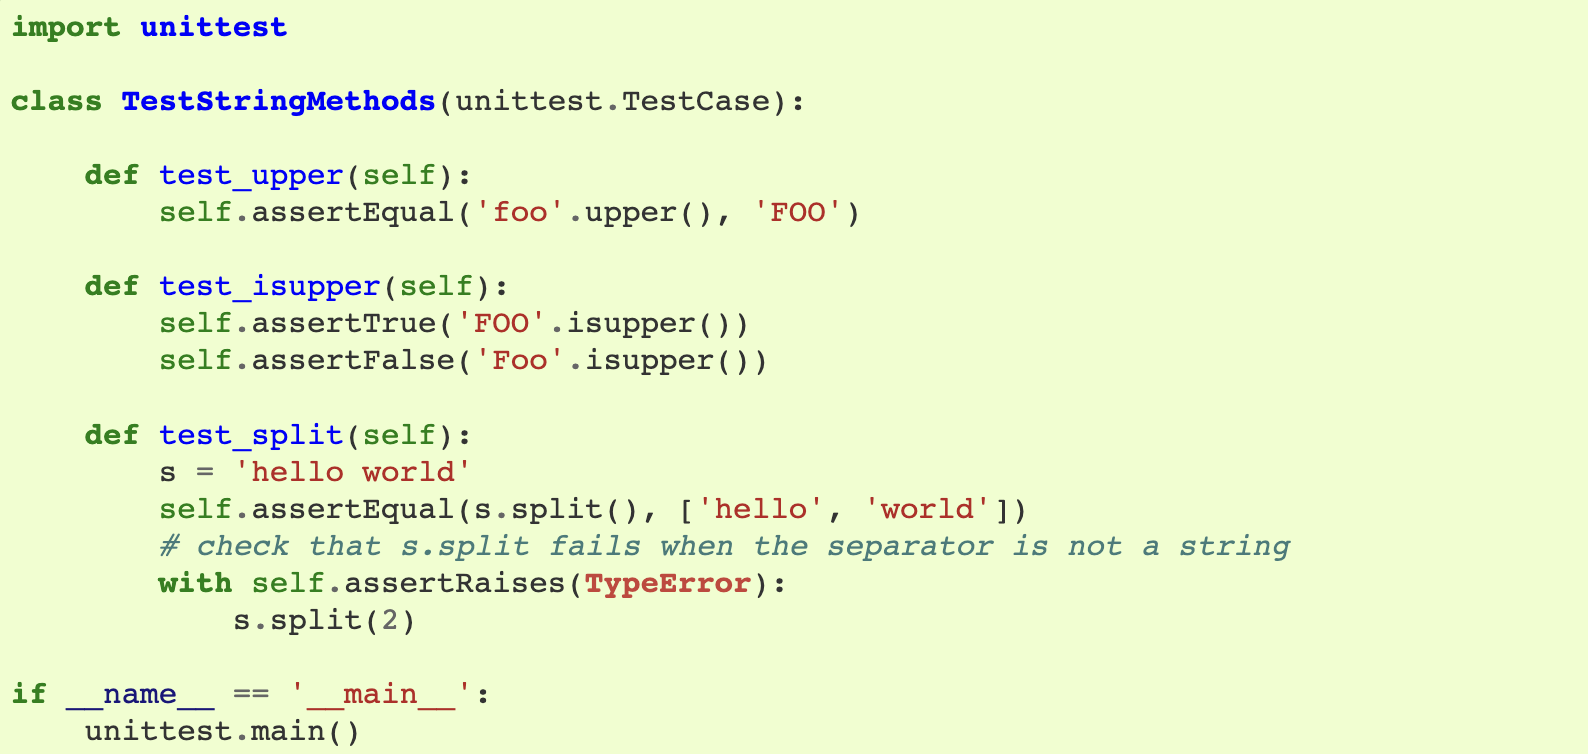 import unittest

class TestStringMethods(unittest.TestCase):

    def test_upper(self):
        self.assertEqual('foo'.upper(), 'FOO')

    def test_isupper(self):
        self.assertTrue('FOO'.isupper())
        self.assertFalse('Foo'.isupper())

    def test_split(self):
        s = 'hello world'
        self.assertEqual(s.split(), ['hello', 'world'])
        # check that s.split fails when the separator is not a string
        with self.assertRaises(TypeError):
            s.split(2)

if __name__ == '__main__':
    unittest.main()